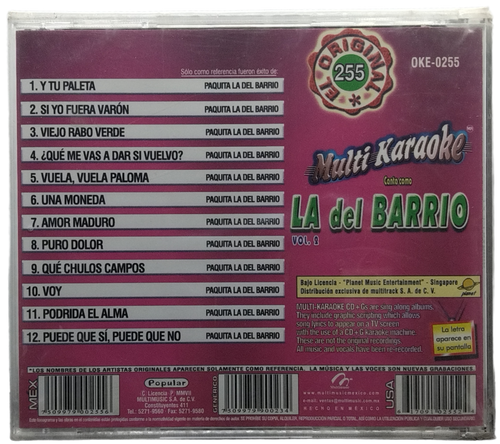 Sólo como referencia fueron éxito de:
1. Y TU PALETA PAQUITA LA DEL BARRIO
2. SI YO FUERA VARÓN PAQUITA LA DEL BARRIO
3. VIEJO RABO VERDE PAQUITA LA DEL BARRIO
4. ¿QUÉ ME VAS A DAR SI VUELVO? PAQUITA LA DEL BARRIO
5. VUELA, VUELA PALOMA PAQUITA LA DEL BARRIO
6. UNA MONEDA PAQUITA LA DEL BARRIO
7. AMOR MADURO PAQUITA LA DEL BARRIO
8. PURO DOLOR PAQUITA LA DEL BARRIO
9. QUÉ CHULOS CAMPOS PAQUITA LA DEL BARRIO
10. VOY PAQUITA LA DEL BARRIO
11. PODRIDA EL ALMA PAQUITA LA DEL BARRIO
12. PUEDE QUE SÍ, PUEDE QUE NO PAQUITA LA DEL BARRIO
EL ORIGINAL
255
OKE-0255
Multi Karaoke
Canta como
LA del BARRIO
VOL. 2
Bajo Licencia - "Planet Music Entertainment" - Singapore
Distribución exclusiva de multitrack S. A. de C. V.
MULTI-KARAOKE CD + Gs are sing along albums
They include graphic scripting which allows
song lyrics to appear on a TV screen
with the use of a CD + G karaoke machine
These are not the original recordings.
All music and vocals have been re-recorded.
La letra
aparece en
su pantalla
*LOS NOMBRES DE LOS ARTISTAS ORIGINALES APARECEN SOLAMENTE COMO REFERENCIA. LA MÚSICA Y LAS VOCES SON NUEVAS GRABACIONES
MEX
Popular
MULTIMUSIC S.A. de C.V.
GENERICO
www.multimusicmexico.com
HECHO EN MÉXICO
USA